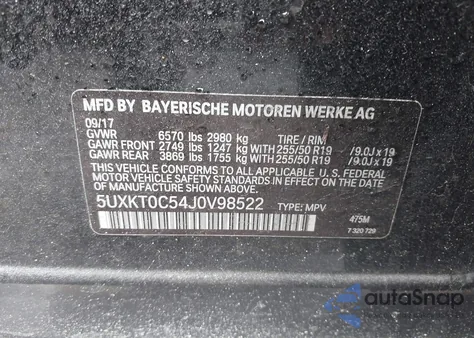 MFD BY BAYERISCHE MOTOREN WERKE AG
09/17
GVWR 6570 lbs 2980 kg TIRE / RIM
GAWR FRONT 2749 lbs 1247 kg WITH 255/50 R19 /9.0J x 19
GAWR REAR 3869 lbs 1755 kg WITH 255/50 R19 /9.0J x 19
THIS VEHICLE CONFORMS TO ALL APPLICABLE U. S. FEDERAL
MOTOR VEHICLE SAFETY STANDARDS IN EFFECT ON THE DATE
OF MANUFACTURE SHOWN ABOVE.
5UXKT0C54J0V98522 TYPE: MPV 475M
7 320 729
autoSnap